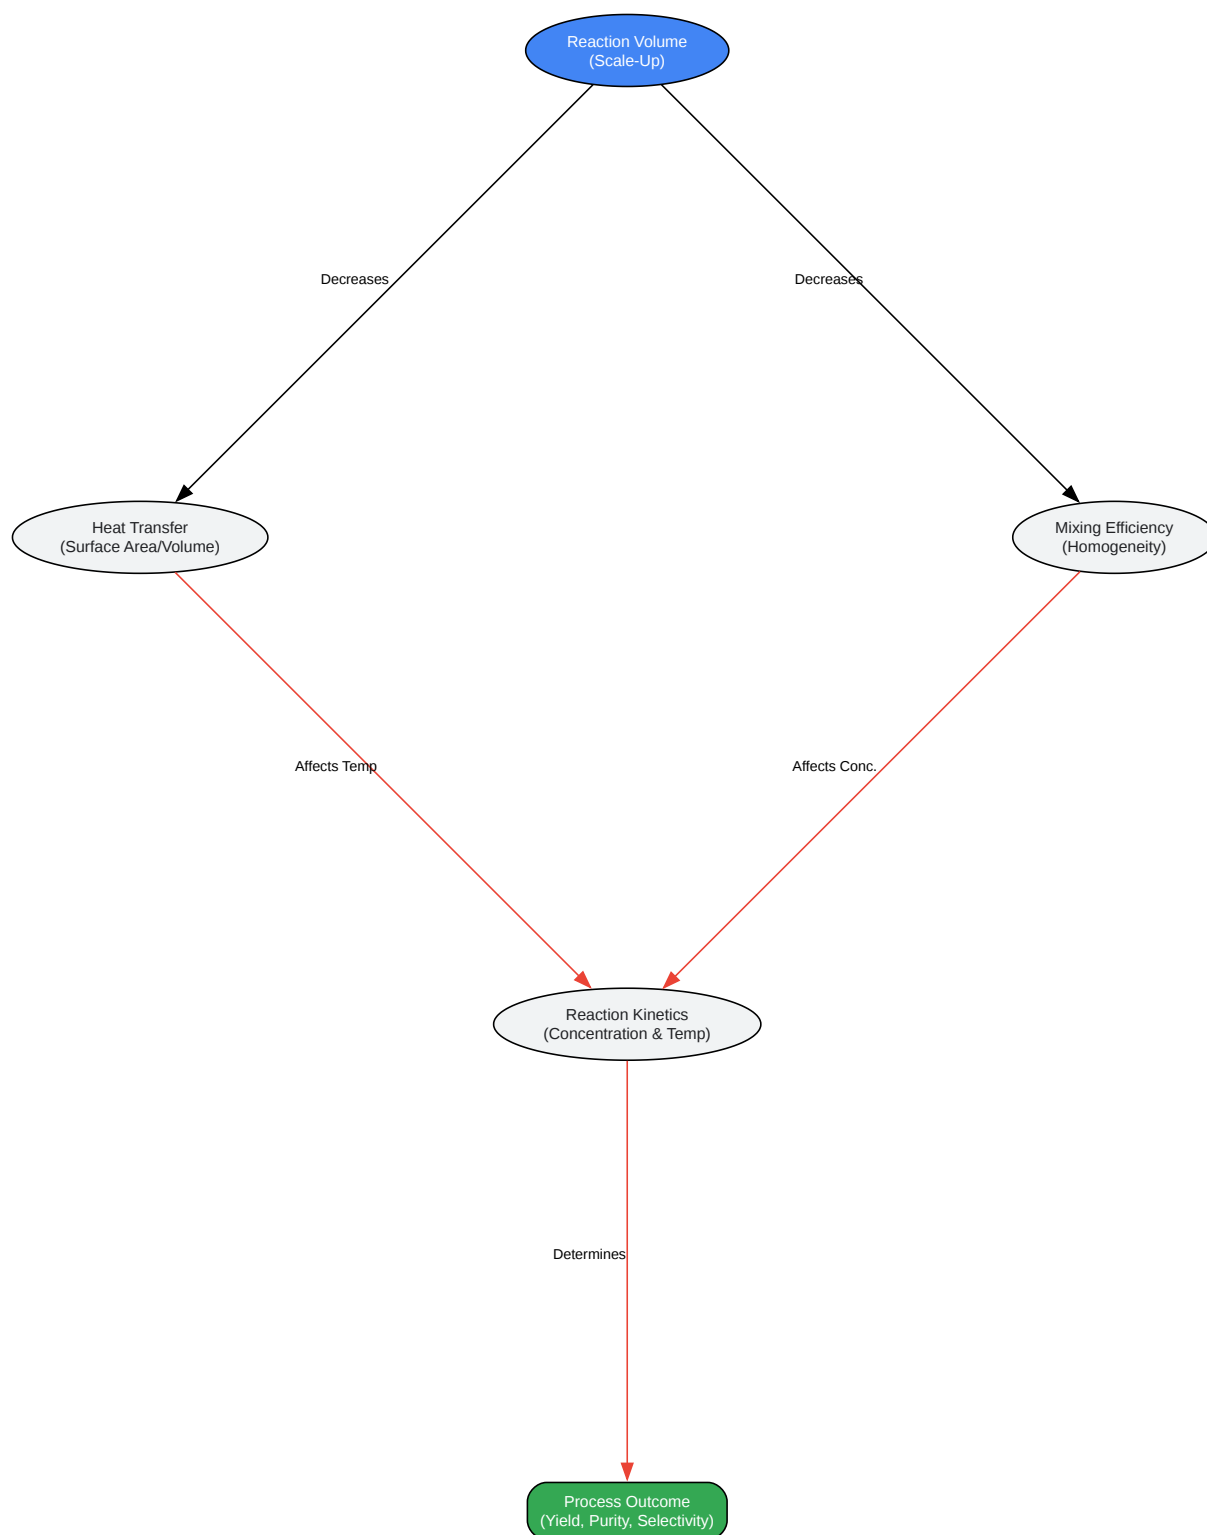 Reaction Volume
(Scale-Up)
Decreases
Decreases
Heat Transfer
(Surface Area/Volume)
Mixing Efficiency
(Homogeneity)
Affects Temp
Affects Conc.
Reaction Kinetics
(Concentration & Temp)
Determines
Process Outcome
(Yield, Purity, Selectivity)